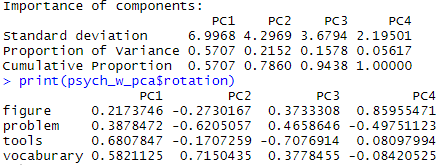 Importance of components:
PC1 PC2 PC3 PC4
Standard deviation 6.9968 4.2969 3.6794 2.19501
Proportion of Variance 0.5707 0.2152 0.1578 0.05617
Cumulative Proportion 0.5707 0.7860 0.9438 1.00000
> print(psych_w_pca$rotation)
PC1 PC2 PC3 PC4
figure 0.2173746 -0.2730167 0.3733308 0.85955471
problem 0.3878472 -0.6205057 0.4658646 -0.49751123
tools 0.6807847 -0.1707259 -0.7076914 0.08097994
vocaburary 0.5821125 0.7150435 0.3778455 -0.08420525